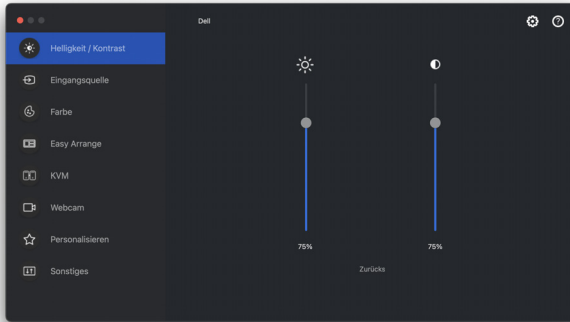 Dell
Helligkeit / Kontrast
Eingangsquelle
Farbe
Easy Arrange
KVM
Webcam
Personalisieren
Sonstiges
75%
75%
Zurücks